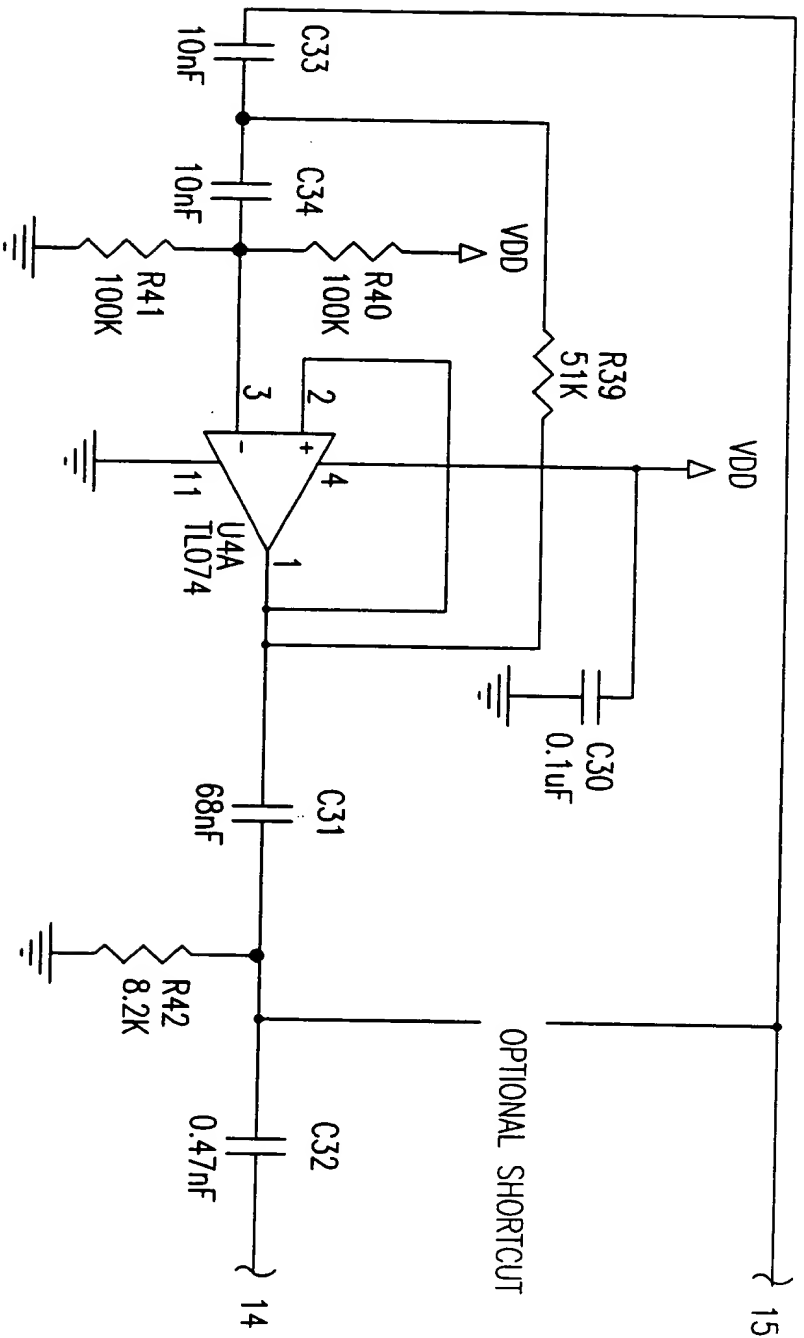 C33
10nF
C34
10nF
VDD
R40
100K
R41
100K
R39
51K
VDD
2
3
+
-
4
11
1
U4A
TL074
C30
0.1uF
C31
68nF
R42
8.2K
OPTIONAL SHORTCUT
C32
0.47nF
14
15